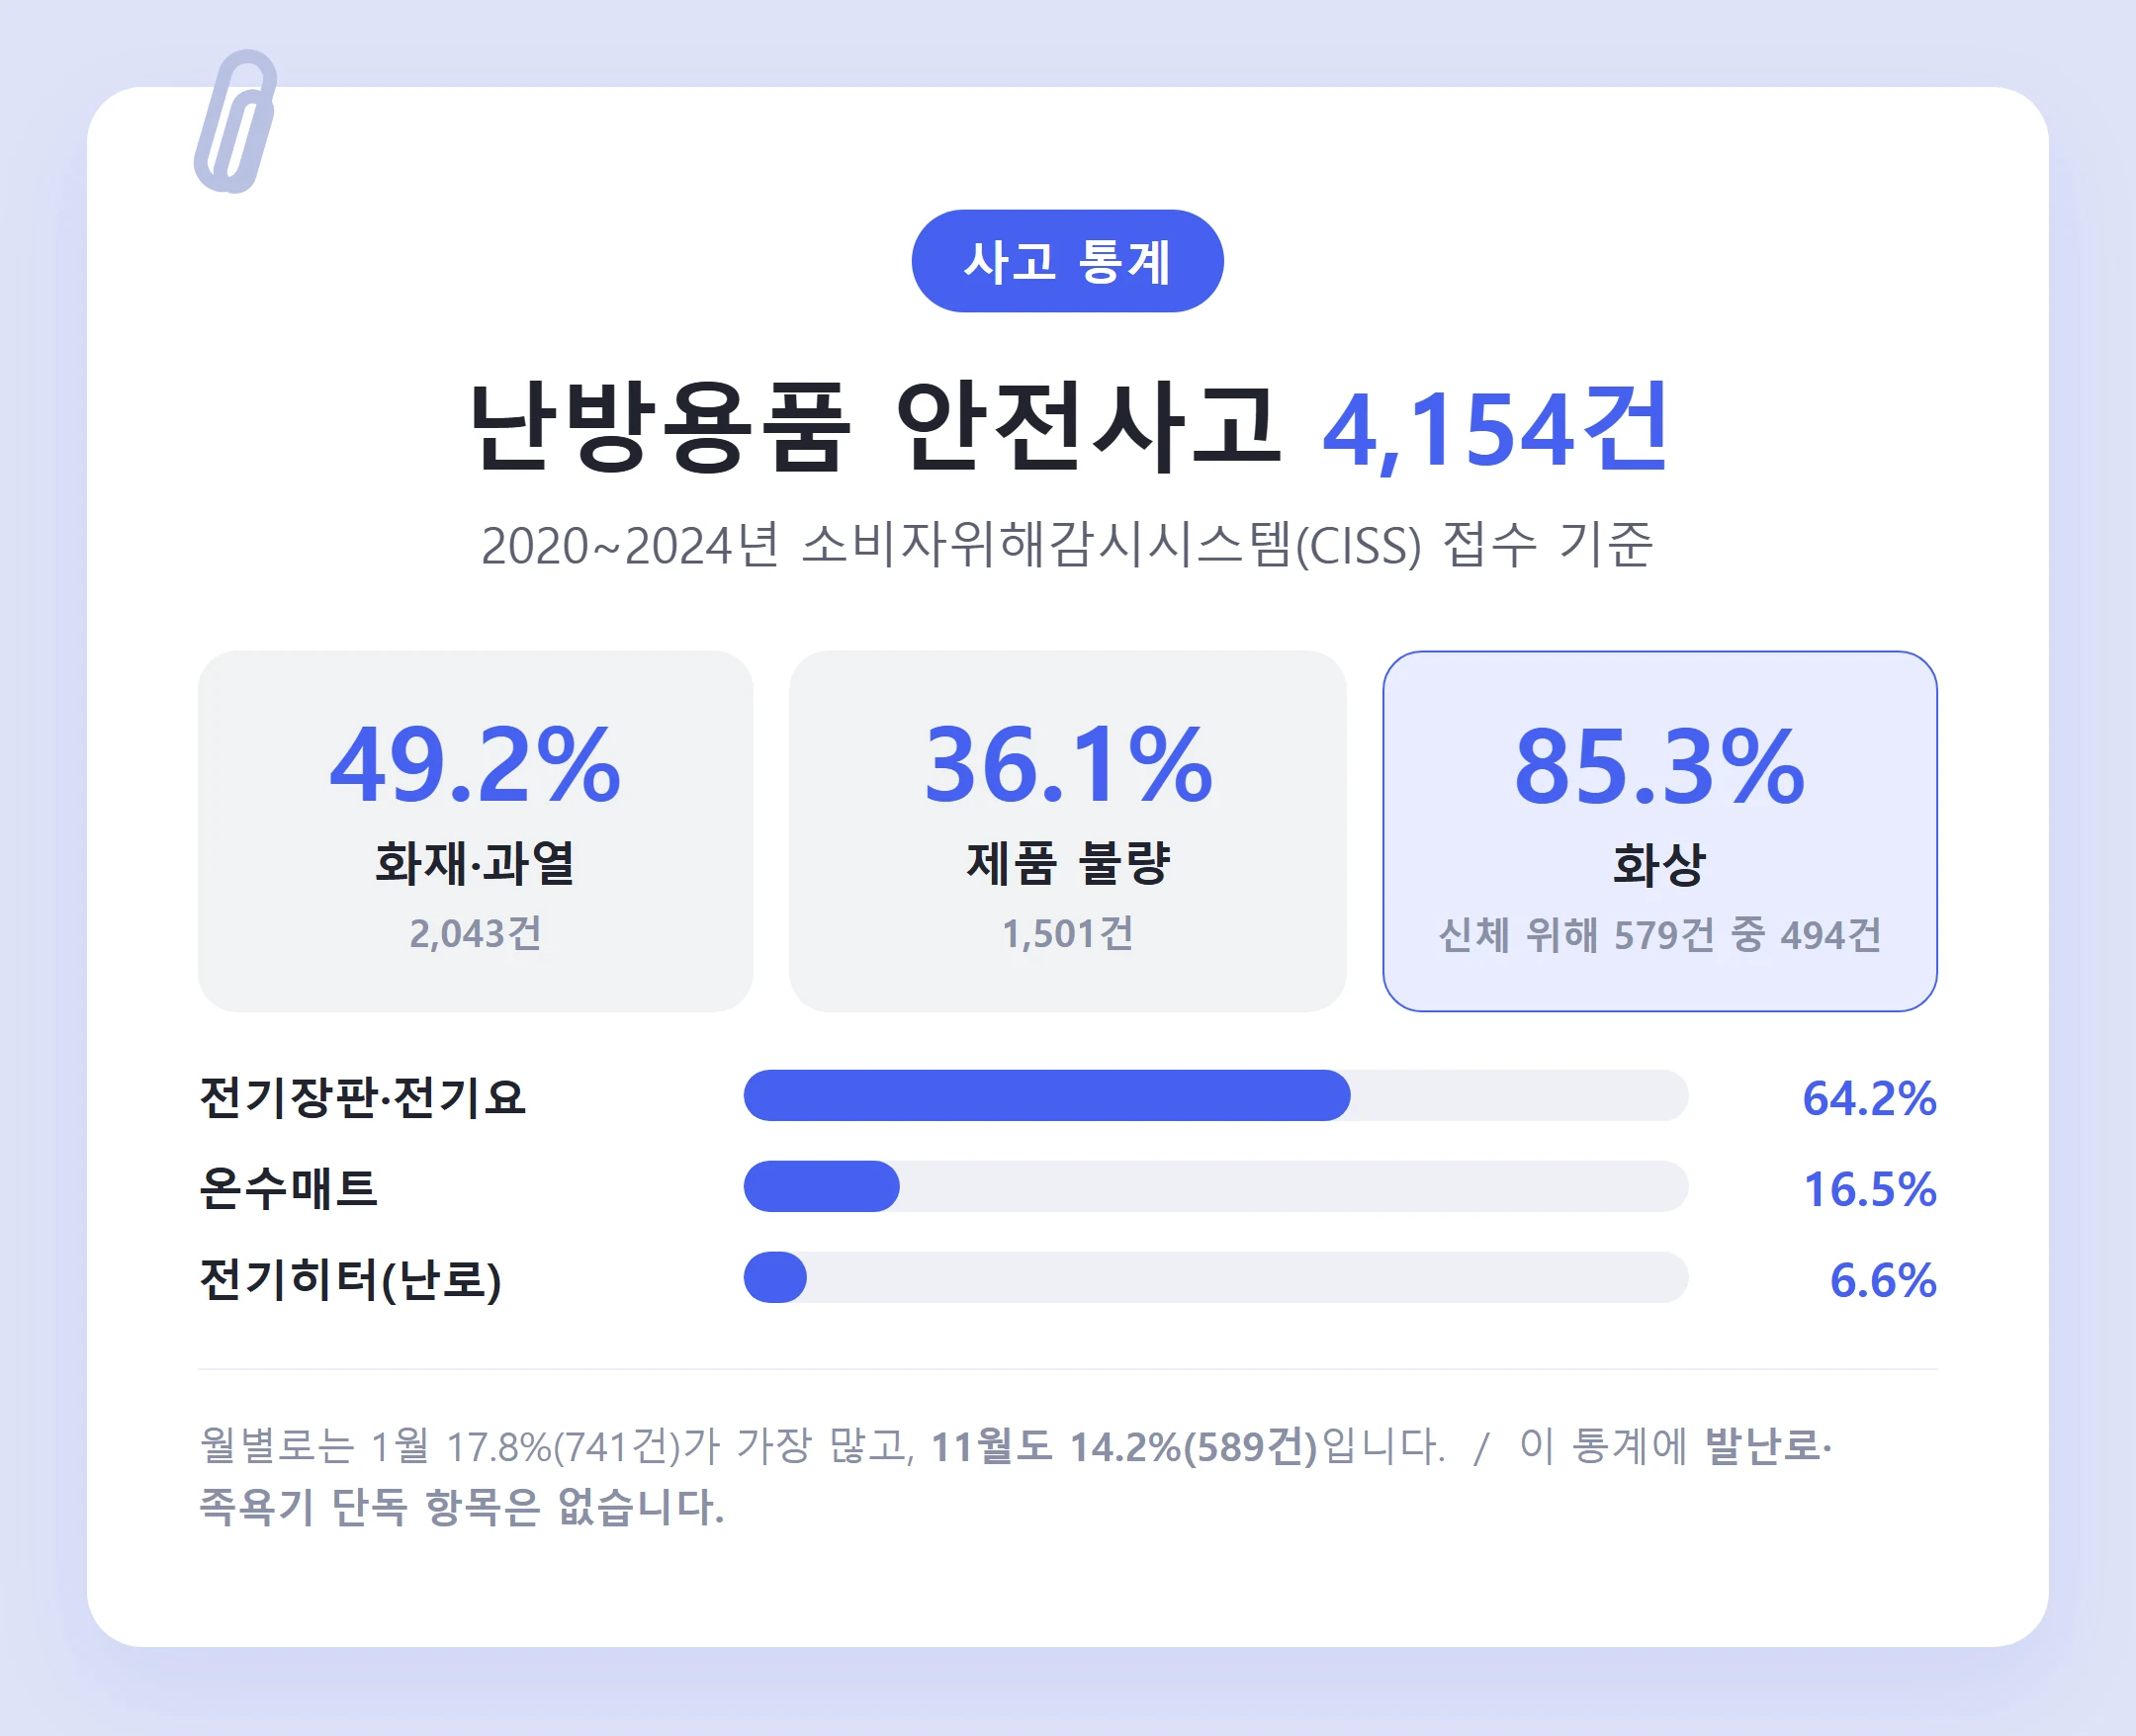 사고 통계
난방용품 안전사고 4,154건
2020~2024년 소비자위해감시시스템(CISS) 접수 기준
49.2%
화재·과열
2,043건
36.1%
제품 불량
1,501건
85.3%
화상
신체 위해 579건 중 494건
전기장판·전기요 64.2%
온수매트 16.5%
전기히터(난로) 6.6%
월별로는 1월 17.8%(741건)가 가장 많고, 11월도 14.2%(589건)입니다. / 이 통계에 발난로·
족욕기 단독 항목은 없습니다.